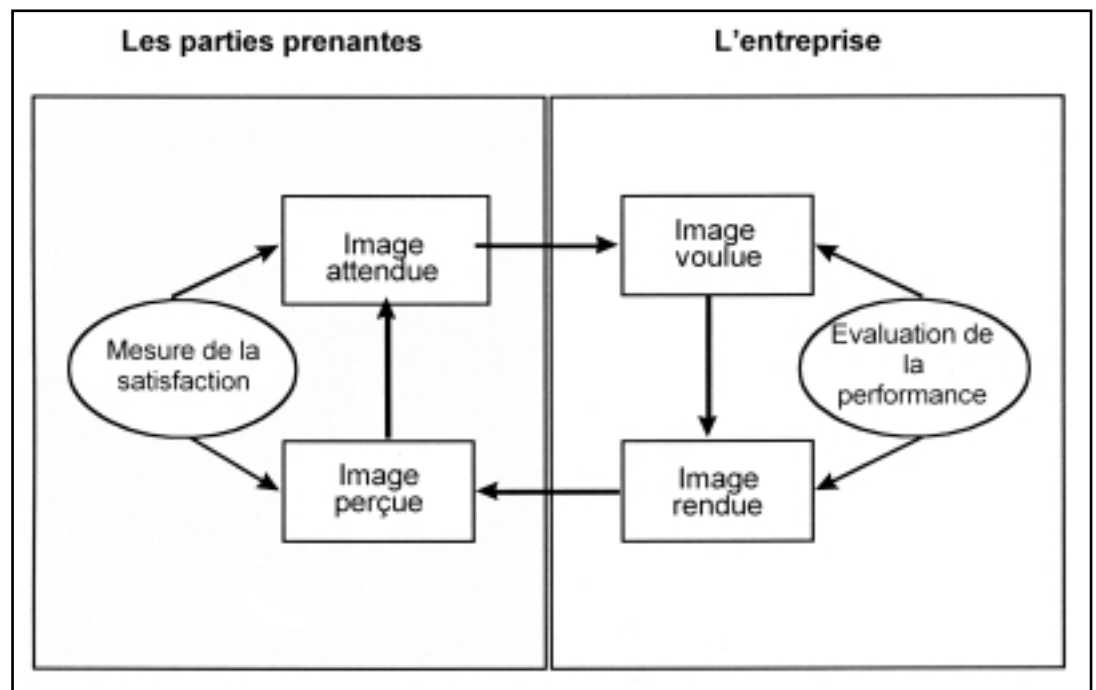 Les parties prenantes
L'entreprise
Image
attendue
Image
voulue
Mesure de la
satisfaction
Evaluation de
la
performance
Image
perçue
Image
rendue